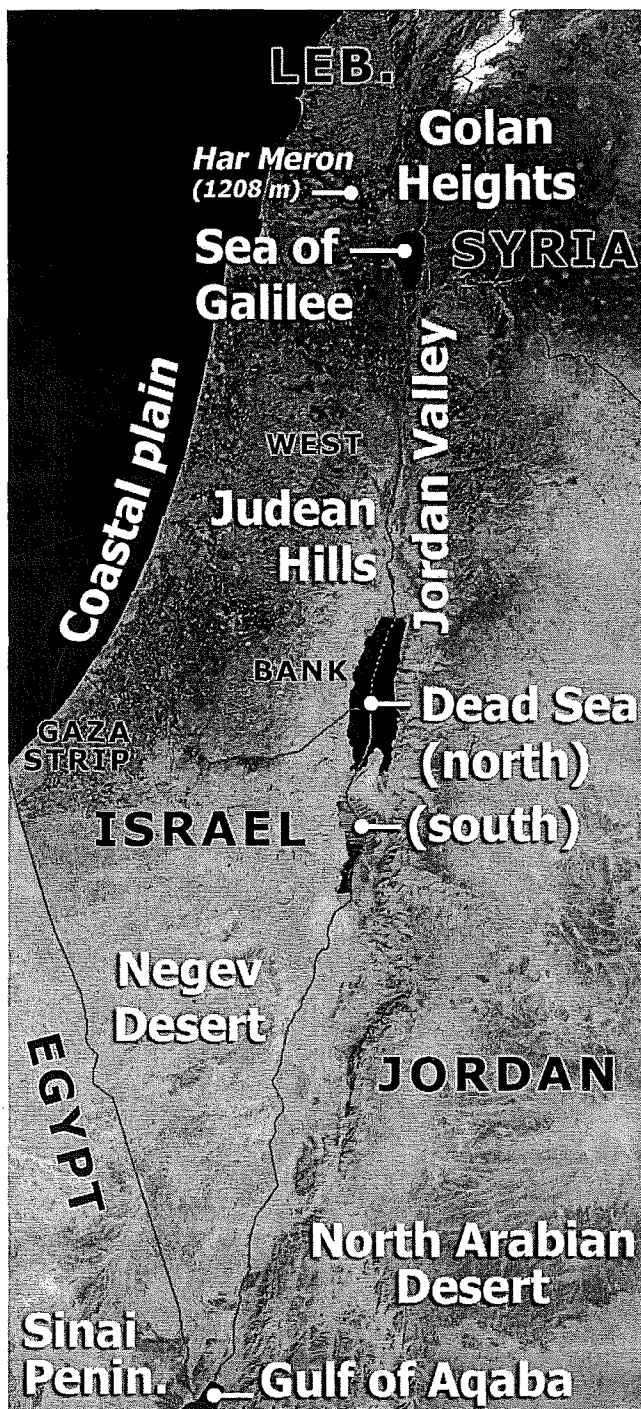 LEB.
Golan
Heights
Har Meron
(1208 m)
Sea of
Galilee
SYRIA
Coastal plain
Jordan Valley
WEST
Judean
Hills
BANK
Dead Sea
(north)
(south)
GAZA
STRIP
ISRAEL
Negev
Desert
EGYPT
JORDAN
North Arabian
Desert
Sinai
Penin.
Gulf of Aqaba